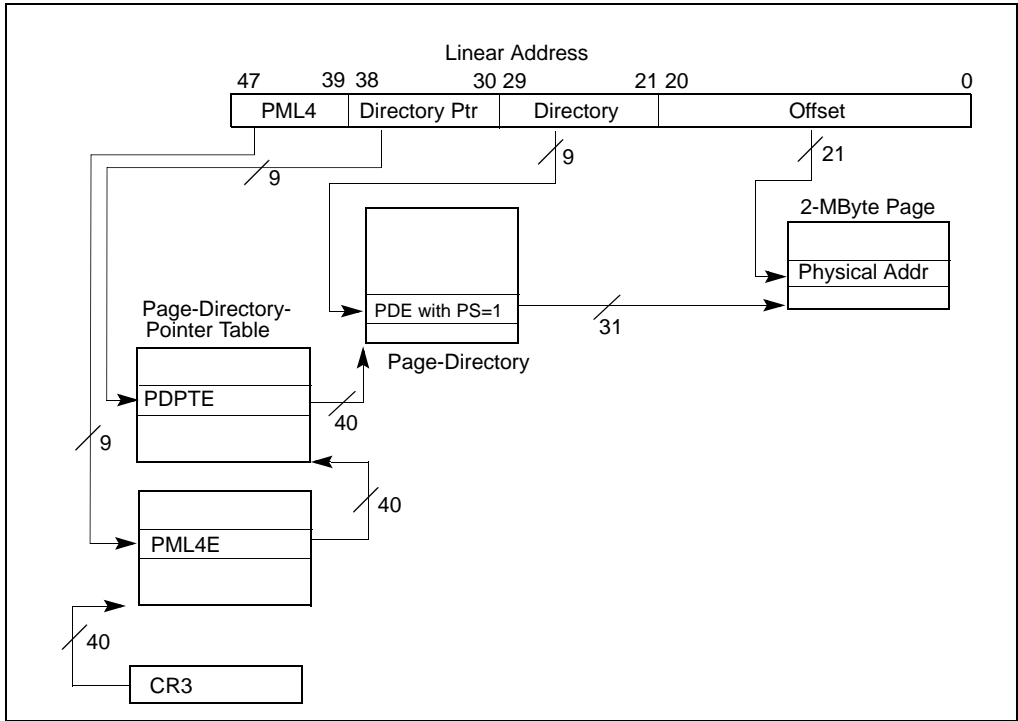 Linear Address
47 39 38 30 29 21 20 0
PML4 Directory Ptr Directory Offset
9
9
21
2-MByte Page
Physical Addr
PDE with PS=1
31
Page-Directory
Page-Directory-
Pointer Table
PDPTE
40
9
40
PML4E
40
CR3